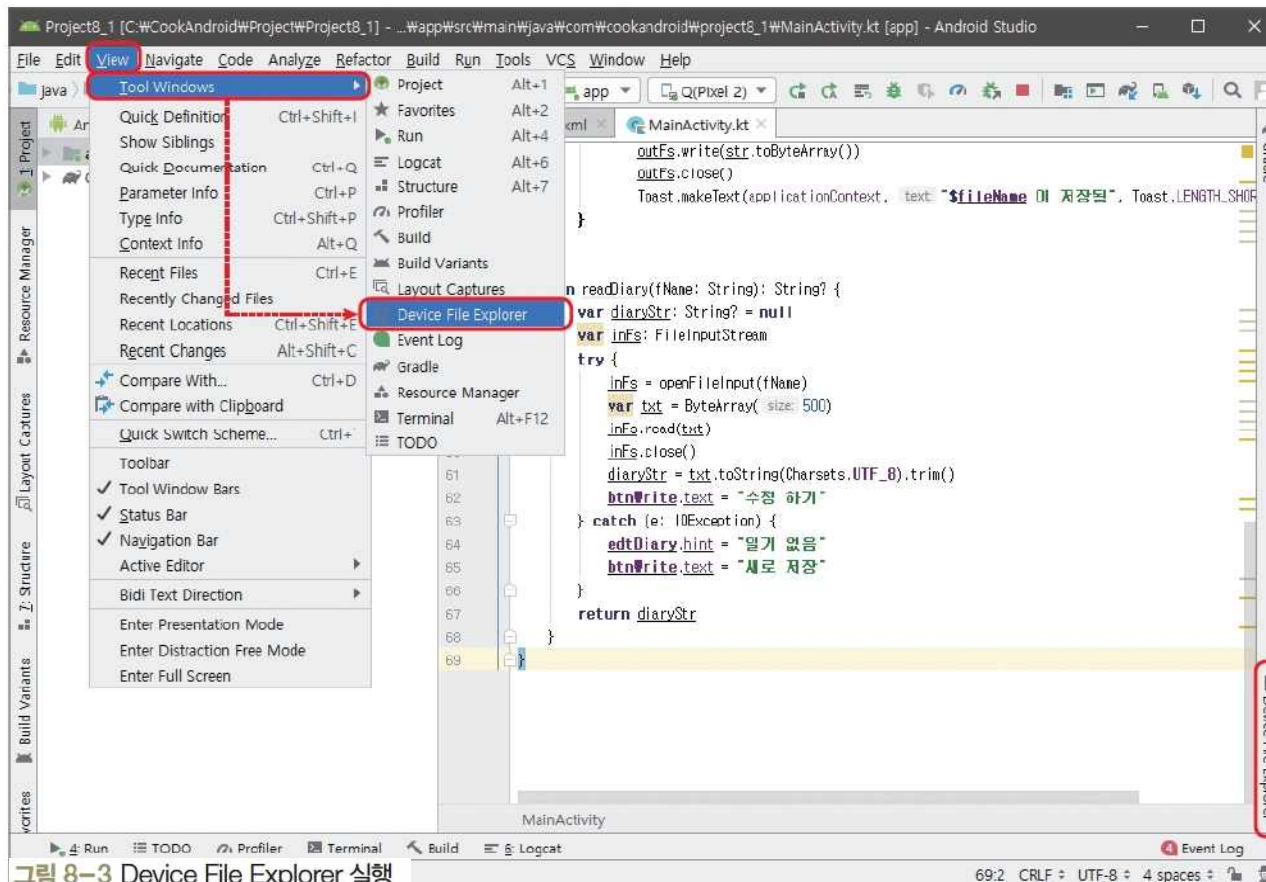 Project8_1 [C:₩CookAndroid₩Project₩Project8_1] - ...₩app₩src₩main₩java₩com₩cookandroid₩project8_1₩MainActivity.kt [app] - Android Studio
File Edit View Navigate Code Analyze Refactor Build Run Tools VCS Window Help
java
app
Q(Pixel 2)
Tool Windows
Quick Definition Ctrl+Shift+I
Show Siblings
Quick Documentation Ctrl+Q
Parameter Info Ctrl+P
Type Info Ctrl+Shift+P
Context Info Alt+Q
Recent Files Ctrl+E
Recently Changed Files
Recent Locations Ctrl+Shift+E
Recent Changes Alt+Shift+C
Compare With... Ctrl+D
Compare with Clipboard
Quick Switch Scheme... Ctrl+`
Toolbar
✓ Tool Window Bars
✓ Status Bar
✓ Navigation Bar
Active Editor
Bidi Text Direction
Enter Presentation Mode
Enter Distraction Free Mode
Enter Full Screen
Project Alt+1
Favorites Alt+2
Run Alt+4
Logcat Alt+6
Structure Alt+7
Profiler
Build
Build Variants
Layout Captures
Device File Explorer
Event Log
Gradle
Resource Manager
Terminal Alt+F12
TODO
1: Project
Resource Manager
Layout Captures
7: Structure
Build Variants
MainActivity.kt
outFs.write(str.toByteArray())
outFs.close()
Toast.makeText(applicationContext, text: "$fileName 이 저장됨", Toast.LENGTH_SHOR
}
n readDiary(fName: String): String? {
var diaryStr: String? = null
var inFs: FileInputStream
try {
inFs = openFileInput(fName)
var txt = ByteArray( size: 500)
inFs.read(txt)
inFs.close()
61 diaryStr = txt.toString(Charsets.UTF_8).trim()
62 btnWrite.text = "수정 하기"
63 } catch (e: IOException) {
64 edtDiary.hint = "일기 없음"
65 btnWrite.text = "새로 저장"
66 }
67 return diaryStr
68 }
69 }
MainActivity
4: Run TODO Profiler Terminal Build 6: Logcat Event Log
69:2 CRLF UTF-8 4 spaces
그림 8-3 Device File Explorer 실행